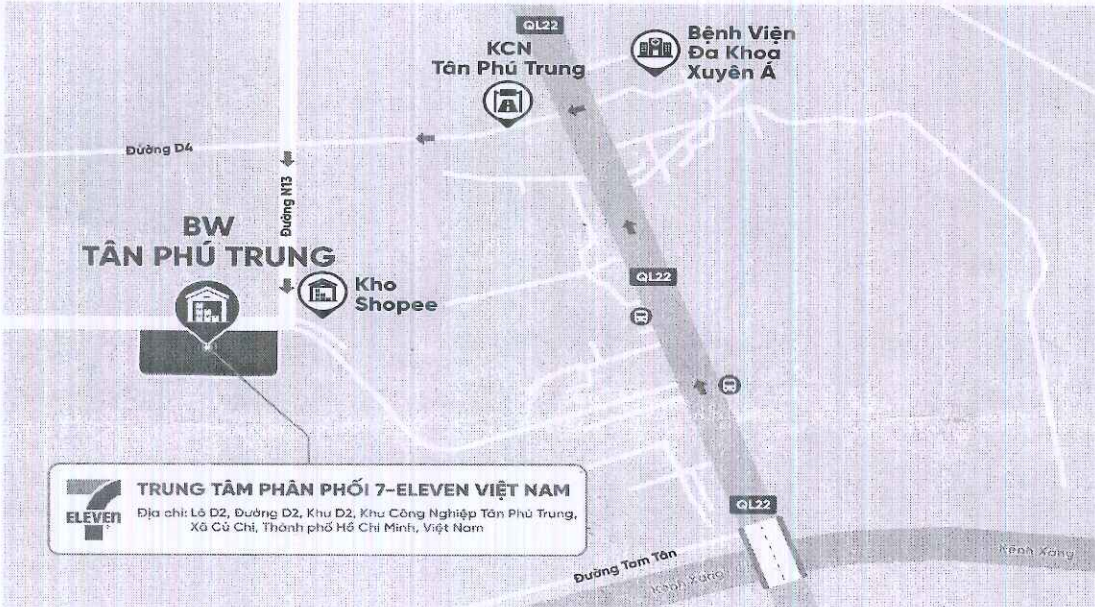 QL22
KCN
Tân Phú Trung
Bệnh Viện
Đa Khoa
Xuyên Á
Đường D4
Đường N13
BW
TÂN PHÚ TRUNG
Kho
Shopee
QL22
7
ELEVEN
TRUNG TÂM PHÂN PHỐI 7-ELEVEN VIỆT NAM
Địa chỉ: Lô D2, Đường D2, Khu D2, Khu Công Nghiệp Tân Phú Trung,
Xã Củ Chi, Thành phố Hồ Chí Minh, Việt Nam
QL22
Đường Tam Tân
Kênh Xáng
Kênh Xáng